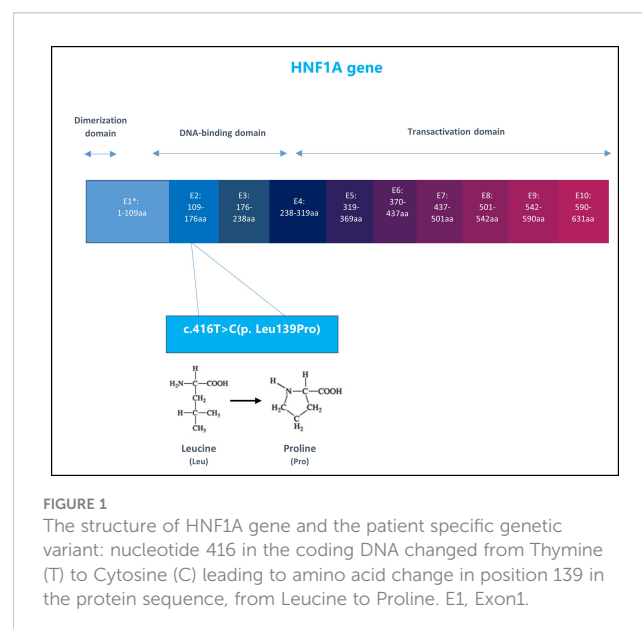 HNF1A gene
Dimerization
domain
DNA-binding domain
Transactivation domain
E1*:
1-109aa
E2:
109-
176aa
E3:
176-
238aa
E4:
238-319aa
E5:
319-
369aa
E6:
370-
437aa
E7:
437-
501aa
E8:
501-
542aa
E9:
542-
590aa
E10:
590-
631aa
c.416T>C(p. Leu139Pro)
H
H₂N—C—COOH
CH₂
H—C—CH₃
CH₃
Leucine
(Leu)
H H
N—C—COOH
H₂C CH₂
C
H₂
Proline
(Pro)
FIGURE 1
The structure of HNF1A gene and the patient specific genetic
variant: nucleotide 416 in the coding DNA changed from Thymine
(T) to Cytosine (C) leading to amino acid change in position 139 in
the protein sequence, from Leucine to Proline. E1, Exon1.